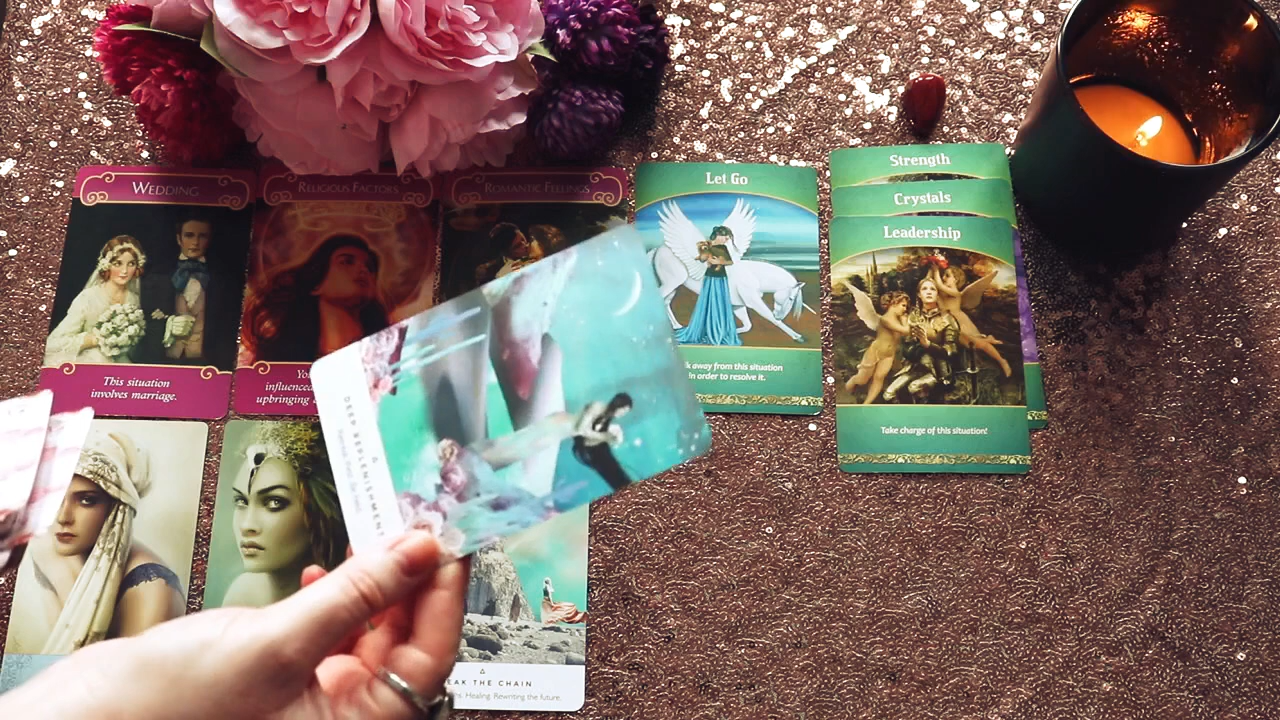 WEDDING
RELIGIOUS FACTORS
ROMANTIC FEELINGS
Let Go
Strength
Crystals
Leadership
This situation
involves marriage.
influenced
upbringing
away from this situation
in order to resolve it.
Take charge of this situation!
DEEP REPLENISHMENT
THE CHAIN
Healing. Rewriting the future.